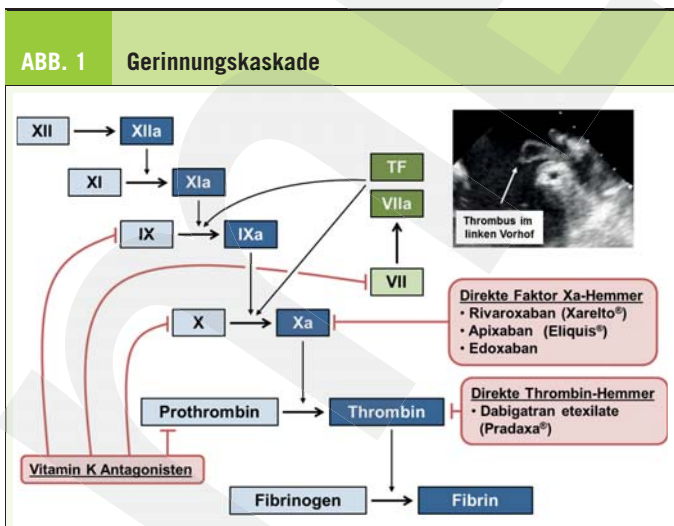 ABB. 1 Gerinnungskaskade
XII XIIa
XI XIa
IX IXa
TF
VIIa
VII
Thrombus im
linken Vorhof
X Xa
Direkte Faktor Xa-Hemmer
• Rivaroxaban (Xarelto®)
• Apixaban (Eliquis®)
• Edoxaban
Prothrombin Thrombin
Direkte Thrombin-Hemmer
• Dabigatran etexilate
(Pradaxa®)
Vitamin K Antagonisten
Fibrinogen Fibrin